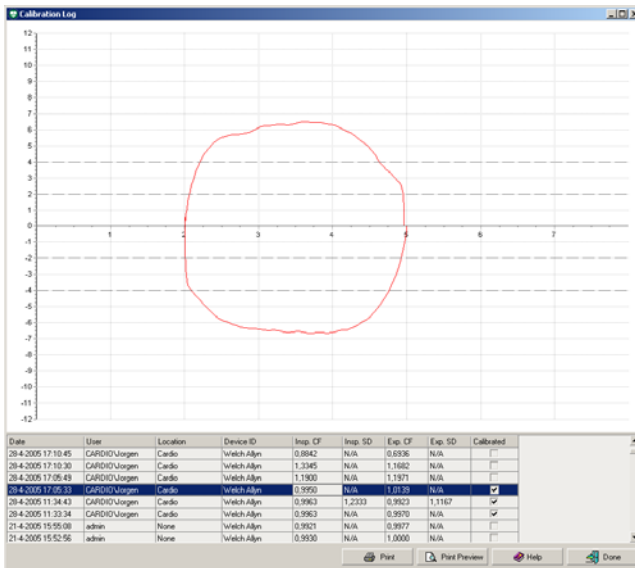 Calibration Log
12
11
10
9
8
7
6
5
4
3
2
1
0
1 2 3 4 5 6 7
-1
-2
-3
-4
-5
-6
-7
-8
-9
-10
-11
-12
Date User Location Device ID Insp. CF Insp. SD Exp. CF Exp. SD Calibrated
28-4-2005 17:10:45 CARDIO\Jorgen Cardio Welch Allyn 0,8842 N/A 0,6936 N/A
28-4-2005 17:10:30 CARDIO\Jorgen Cardio Welch Allyn 1,3345 N/A 1,1682 N/A
28-4-2005 17:05:49 CARDIO\Jorgen Cardio Welch Allyn 1,1900 N/A 1,1971 N/A
28-4-2005 17:05:33 CARDIO\Jorgen Cardio Welch Allyn 0,9950 N/A 1,0139 N/A
28-4-2005 11:34:43 CARDIO\Jorgen Cardio Welch Allyn 0,9963 1,2333 0,9923 1,1167
28-4-2005 11:33:34 CARDIO\Jorgen Cardio Welch Allyn 0,9963 N/A 0,9970 N/A
21-4-2005 15:55:08 admin None Welch Allyn 0,9921 N/A 0,9977 N/A
21-4-2005 15:52:56 admin None Welch Allyn 0,9930 N/A 1,0000 N/A
Print Print Preview Help Done